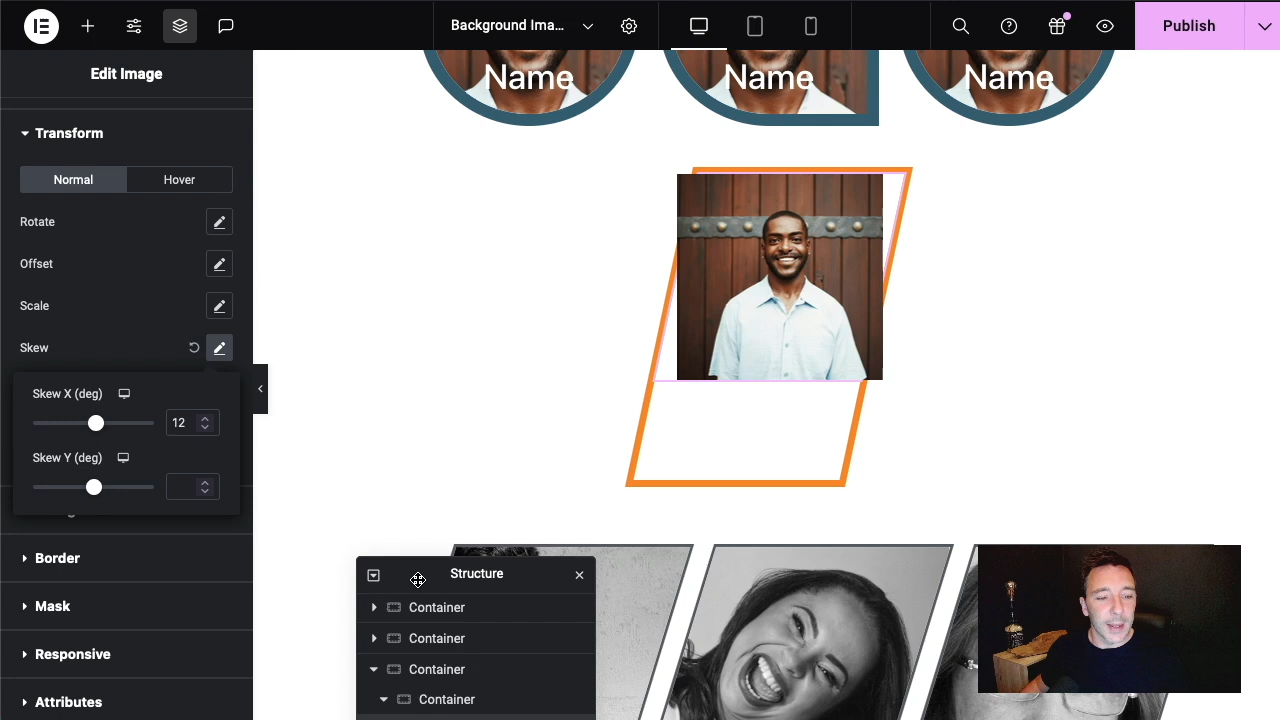 Background Ima...
Publish
Edit Image
Transform
Normal
Hover
Rotate
Offset
Scale
Skew
Skew X (deg)
12
Skew Y (deg)
Border
Mask
Responsive
Attributes
Name
Name
Name
Structure
Container
Container
Container
Container